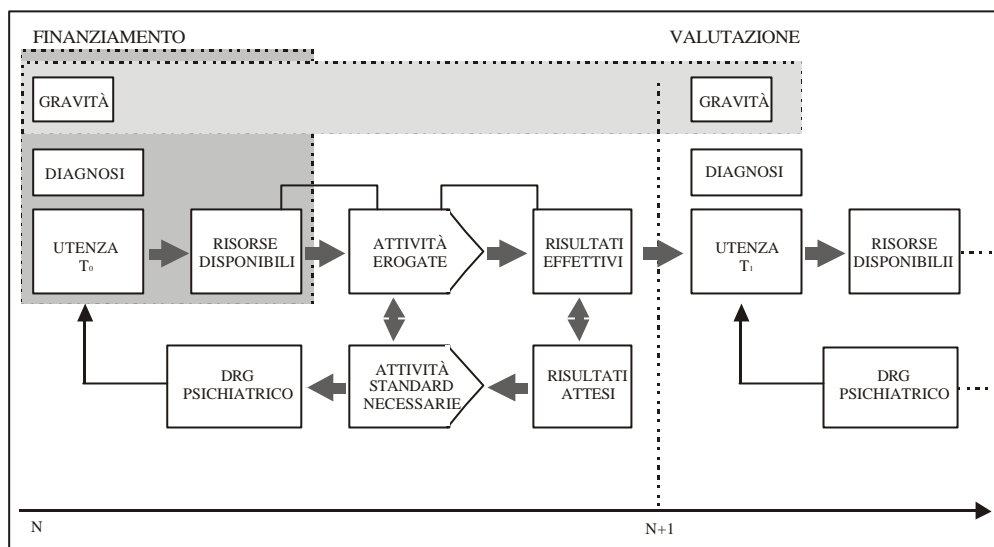 FINANZIAMENTO
VALUTAZIONE
GRAVITÀ
GRAVITÀ
DIAGNOSI
DIAGNOSI
UTENZA
T0
RISORSE
DISPONIBILI
ATTIVITÀ
EROGATE
RISULTATI
EFFETTIVI
UTENZA
T1
RISORSE
DISPONIBILII
DRG
PSICHIATRICO
ATTIVITÀ
STANDARD
NECESSARIE
RISULTATI
ATTESI
DRG
PSICHIATRICO
N
N+1